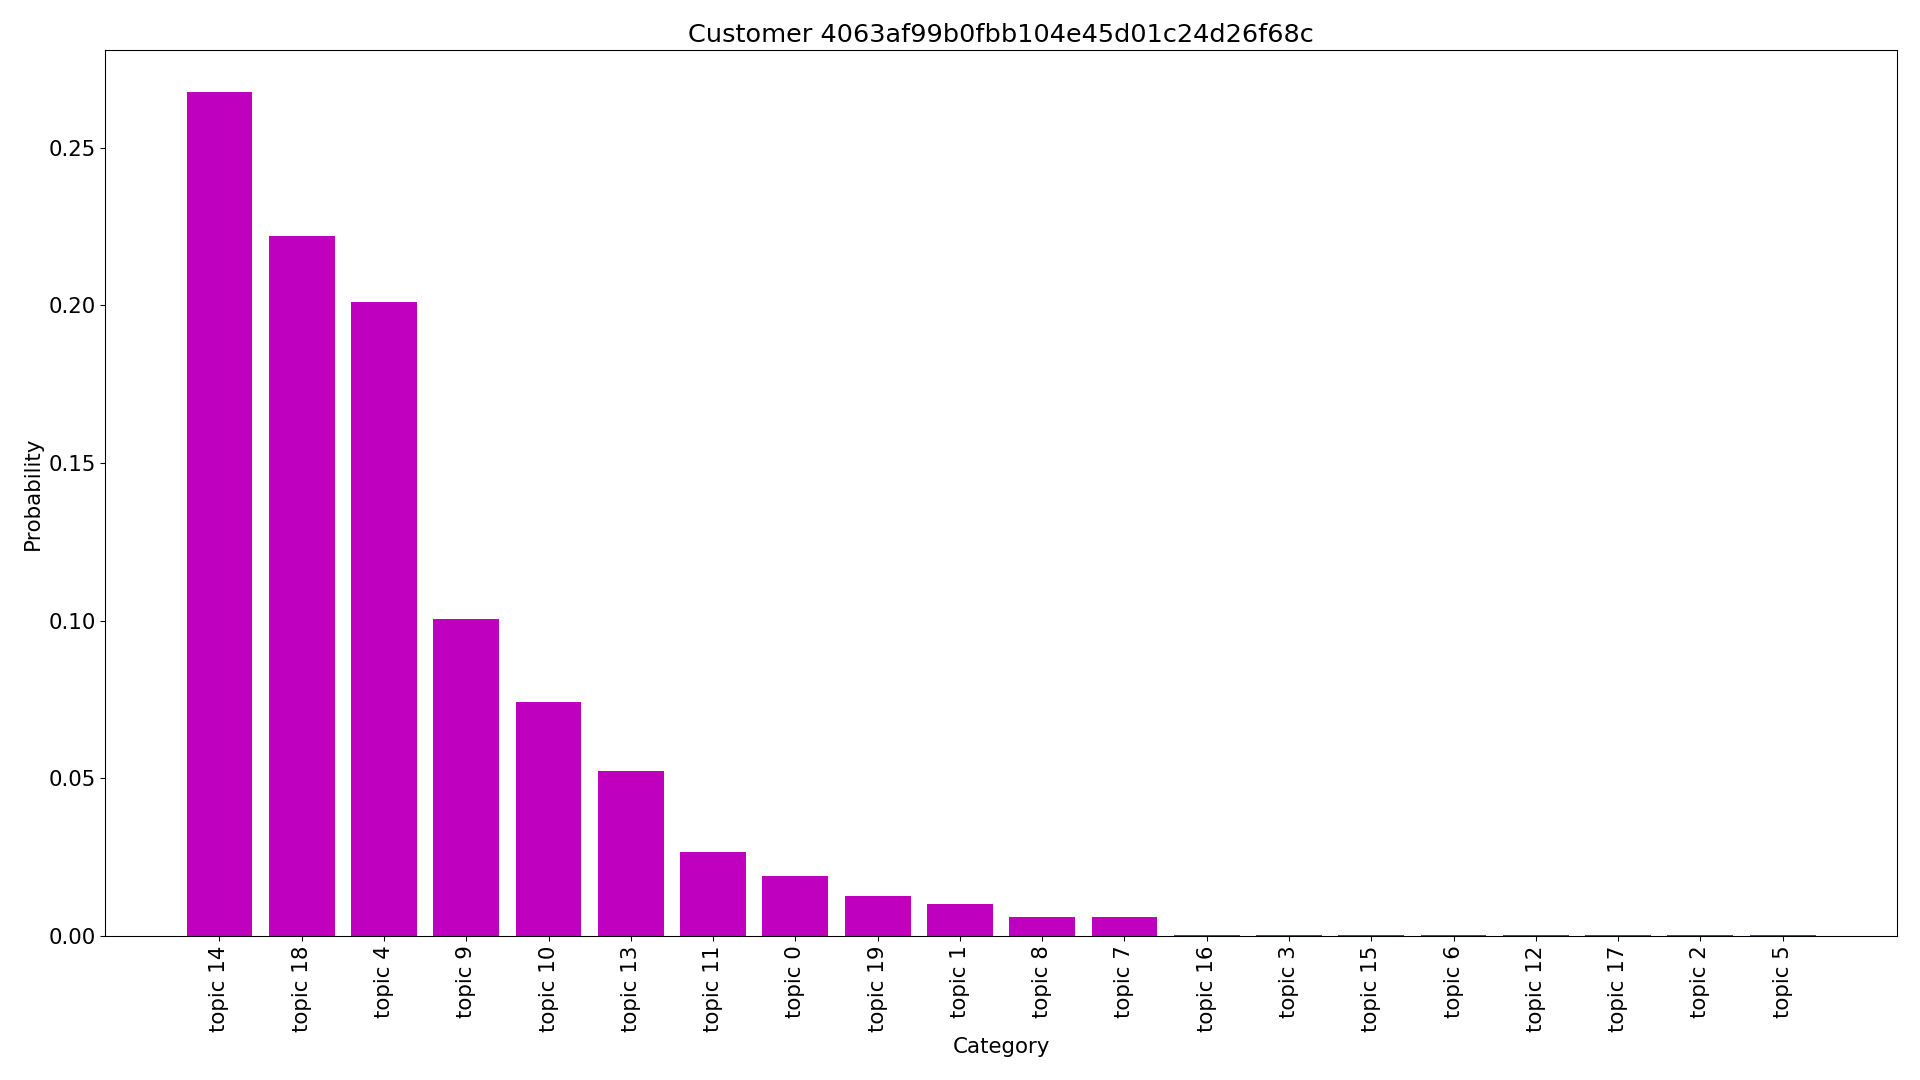 Customer 4063af99b0fbb104e45d01c24d26f68c
Probability
0.25
0.20
0.15
0.10
0.05
0.00
topic 14
topic 18
topic 4
topic 9
topic 10
topic 13
topic 11
topic 0
topic 19
topic 1
topic 8
topic 7
topic 16
topic 3
topic 15
topic 6
topic 12
topic 17
topic 2
topic 5
Category